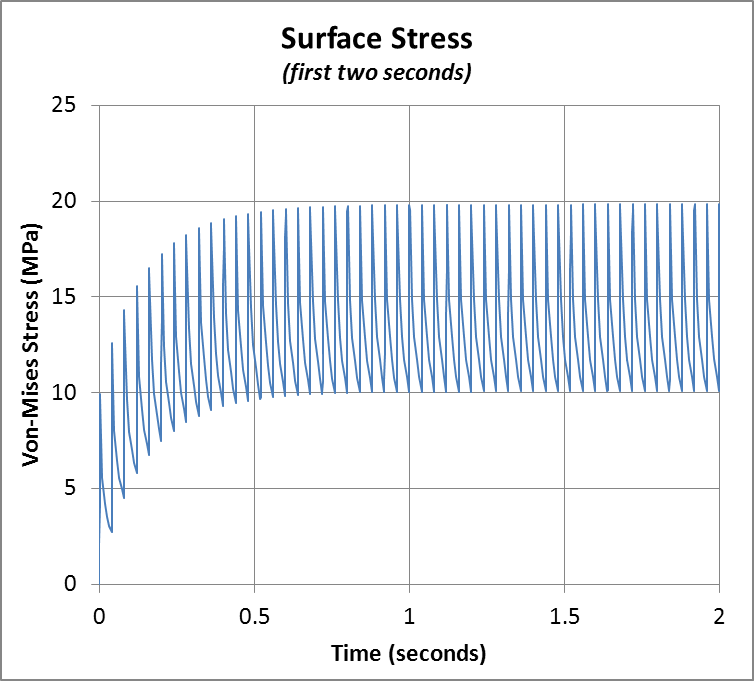 Surface Stress
(first two seconds)
25
20
15
10
5
0
Von-Mises Stress (MPa)
0 0.5 1 1.5 2
Time (seconds)